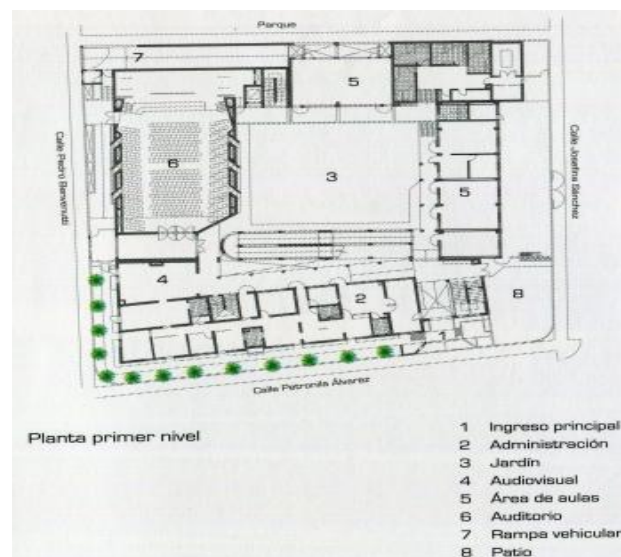 Parque
7
5
6
3
5
4
2
8
1
Calle Pedro Benvenutti
Calle Josefina Sánchez
Calle Petronila Álvarez
Planta primer nivel
1 Ingreso principal
2 Administración
3 Jardín
4 Audiovisual
5 Área de aulas
6 Auditorio
7 Rampa vehicular
8 Patio